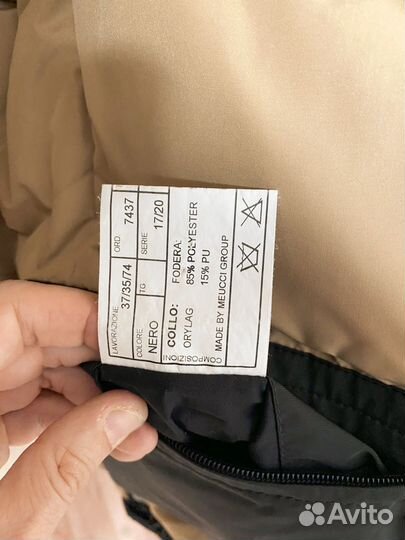 LAVORAZIONE
37/35/74
ORD.
7437
COLORE
NERO
TG
SERIE
17/20
COMPOSIZIONI
COLLO:
ORYLAG
FODERA:
85% POLYESTER
15% PU
MADE BY MEUCCI GROUP
Avito